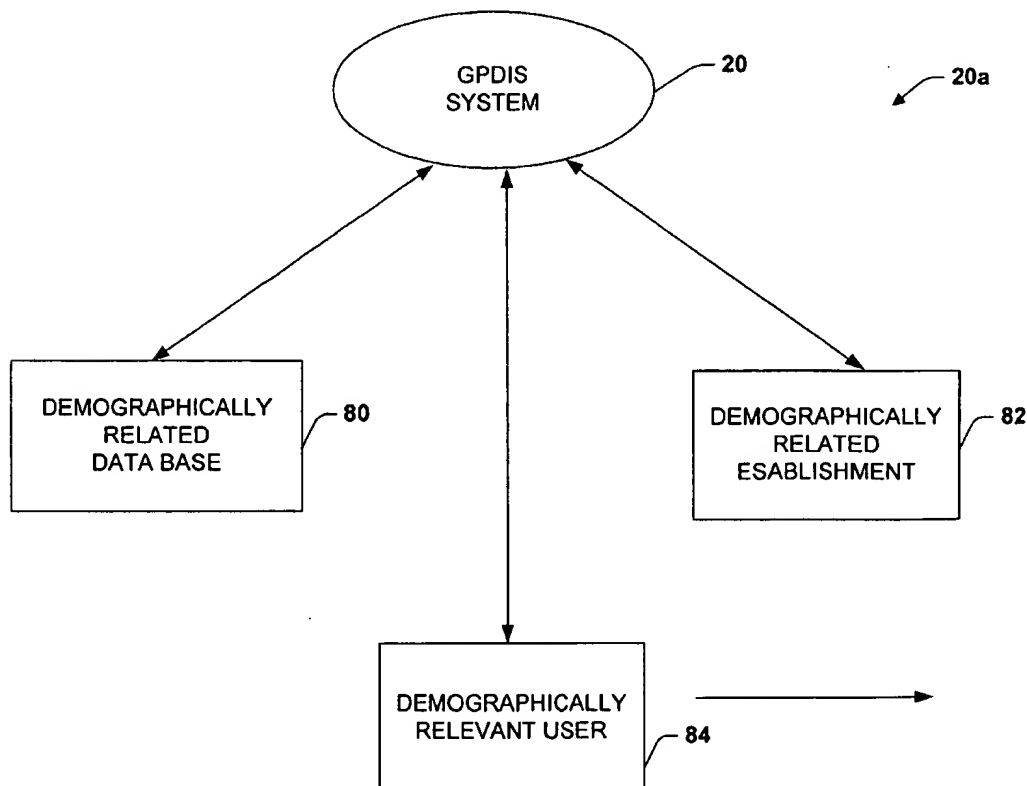 GPDIS
SYSTEM
20
20a
DEMOGRAPHICALLY
RELATED
DATA BASE
80
DEMOGRAPHICALLY
RELATED
ESABLISHMENT
82
DEMOGRAPHICALLY
RELEVANT USER
84